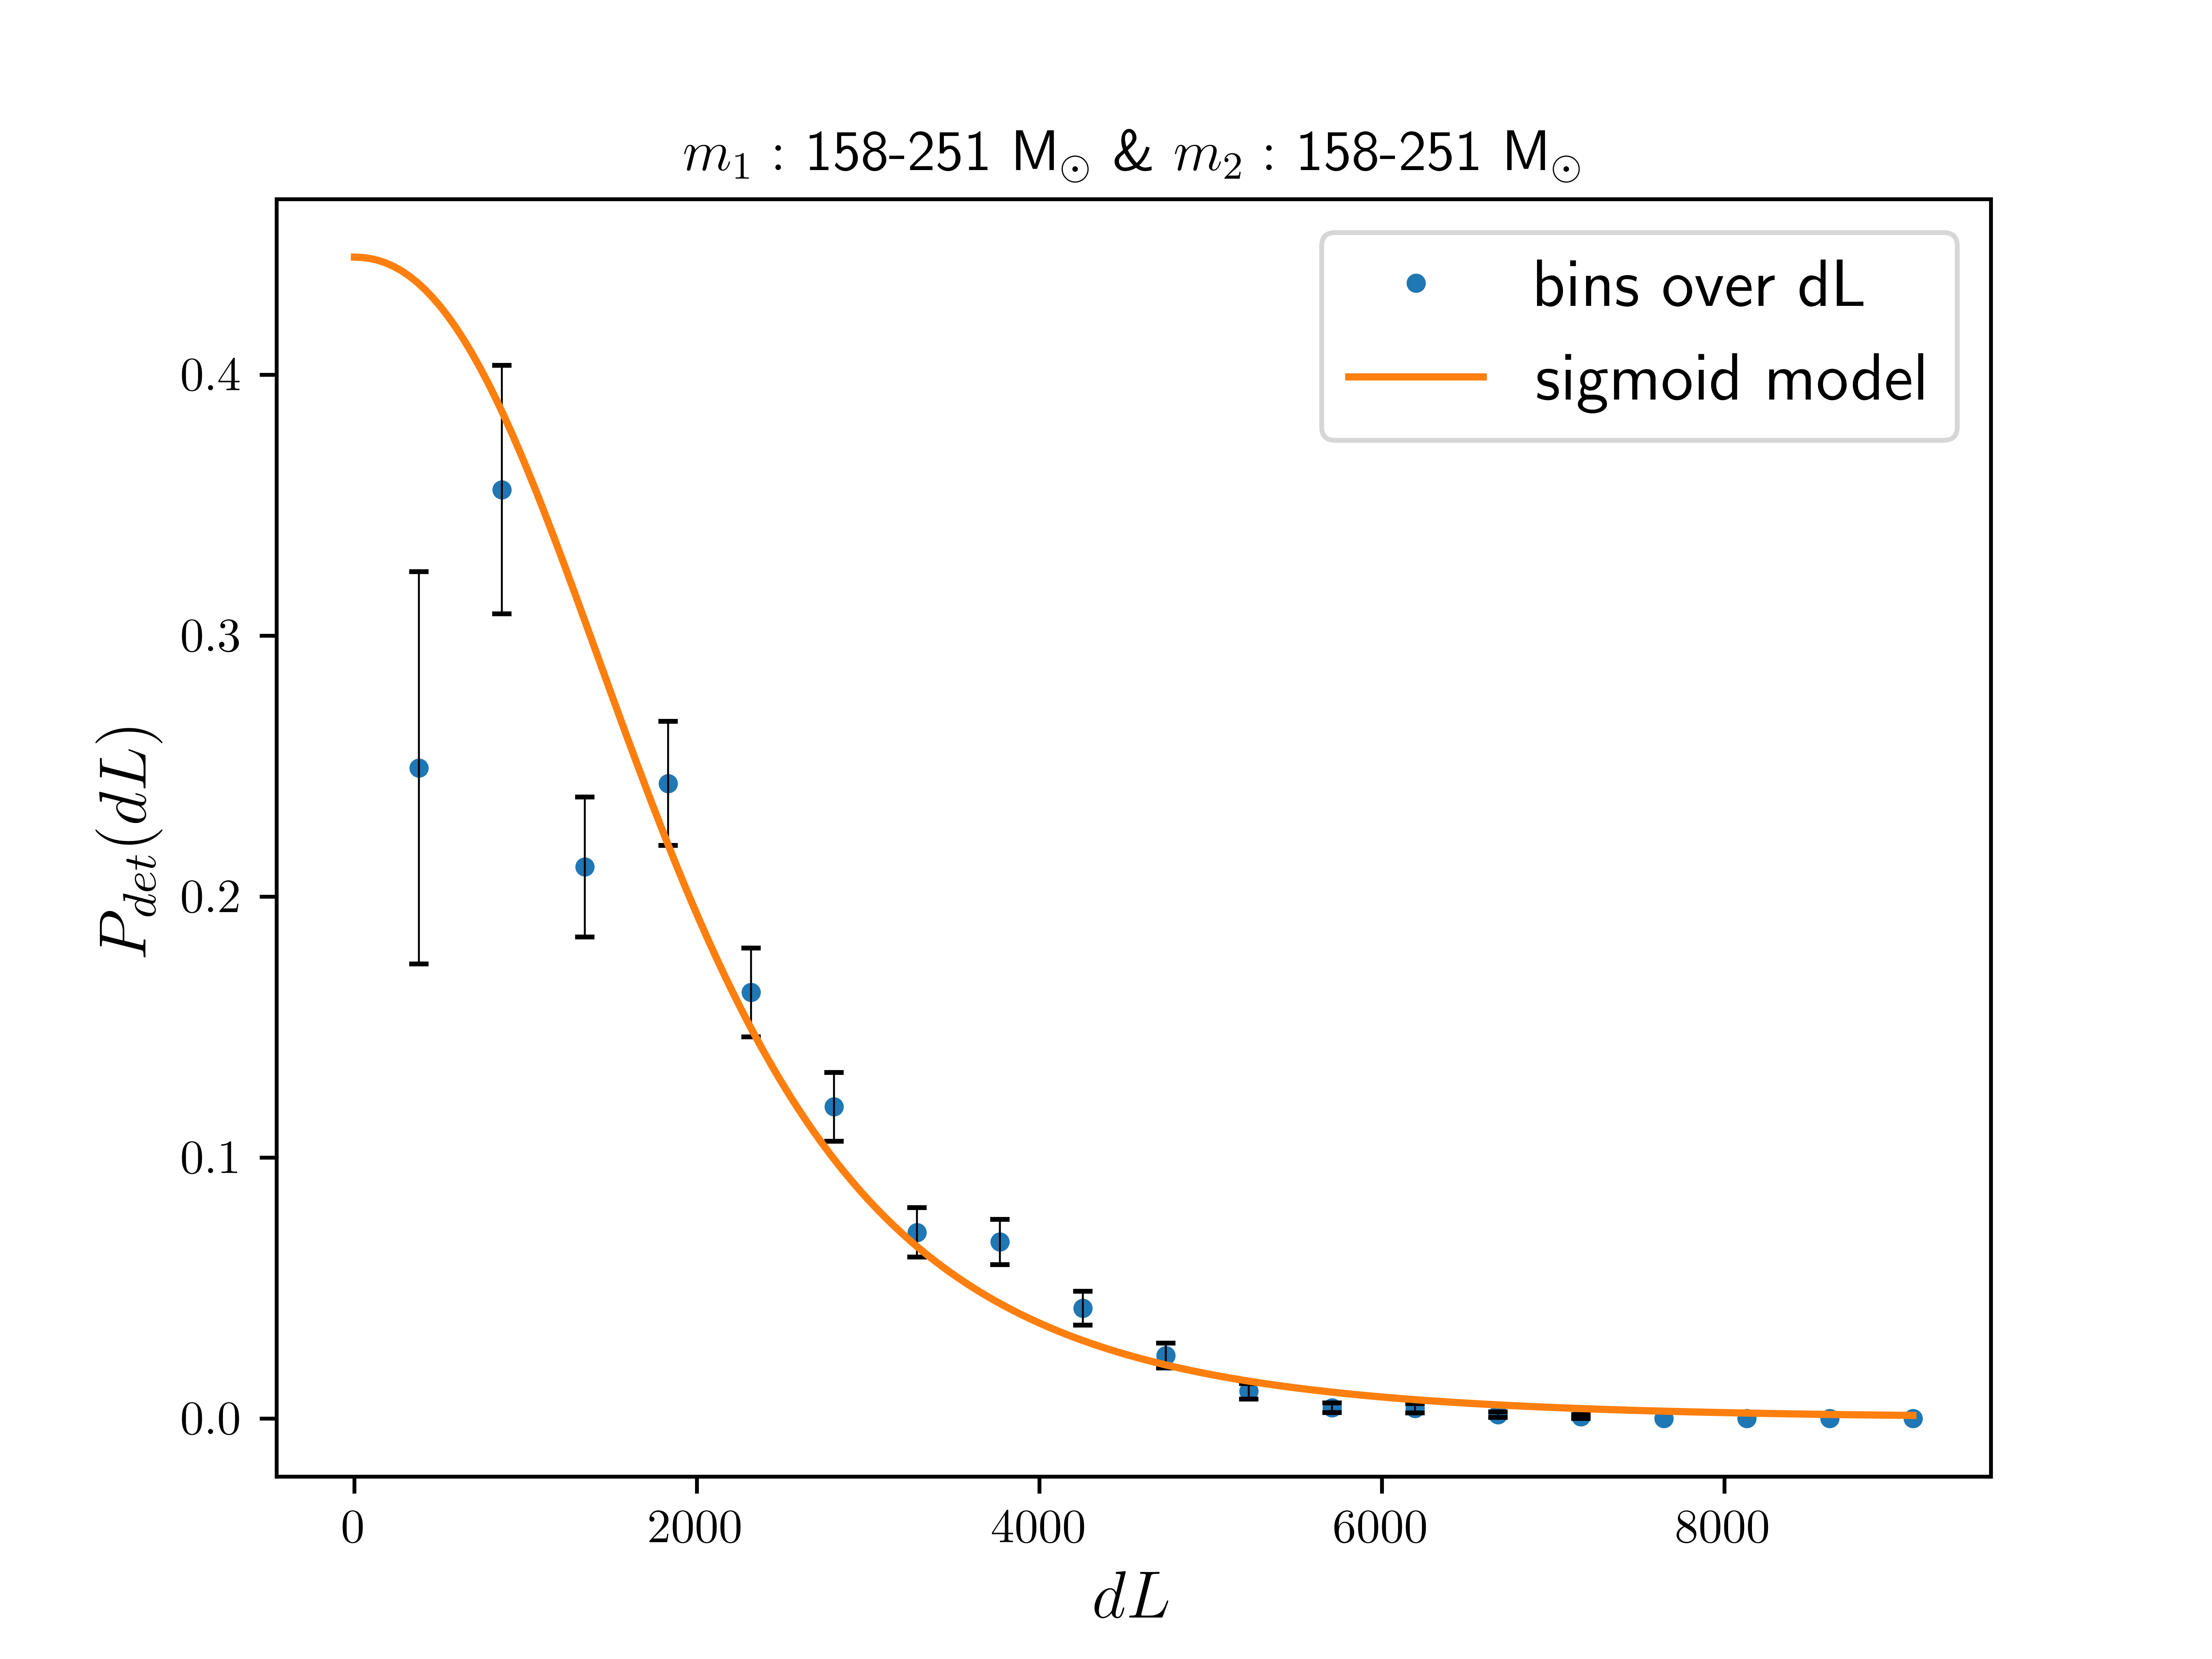 m₁ : 158-251 M⊙ & m₂ : 158-251 M⊙
bins over dL
sigmoid model
P_det(dL)
0.4
0.3
0.2
0.1
0.0
0 2000 4000 6000 8000
dL